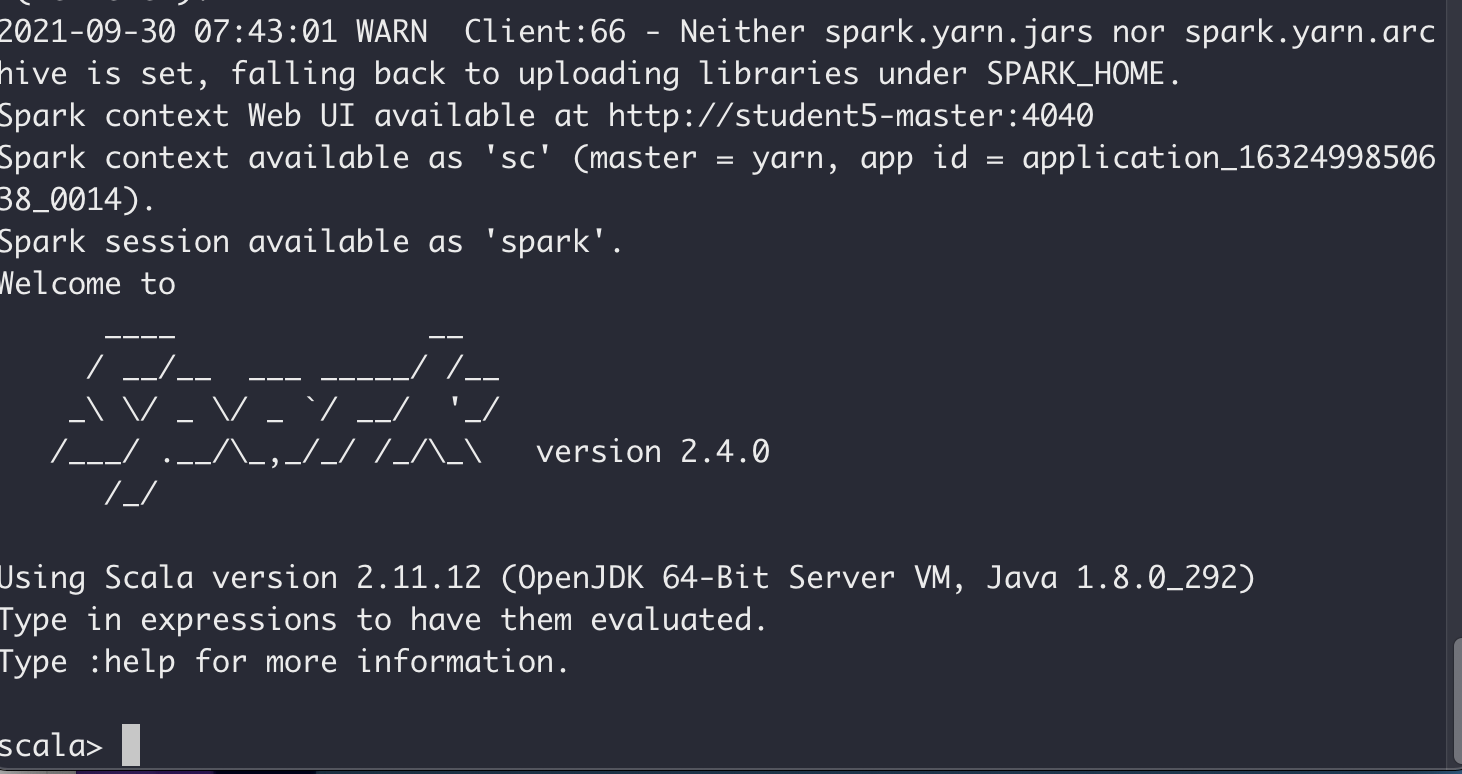 2021-09-30 07:43:01 WARN  Client:66 - Neither spark.yarn.jars nor spark.yarn.arc
hive is set, falling back to uploading libraries under SPARK_HOME.
Spark context Web UI available at http://student5-master:4040
Spark context available as 'sc' (master = yarn, app id = application_16324998506
38_0014).
Spark session available as 'spark'.
Welcome to
      ____              __
     / __/__  ___ _____/ /__
    _\ \/ _ \/ _ `/ __/  '_/
   /___/ .__/\_,_/_/ /_/\_\   version 2.4.0
      /_/
Using Scala version 2.11.12 (OpenJDK 64-Bit Server VM, Java 1.8.0_292)
Type in expressions to have them evaluated.
Type :help for more information.
scala>